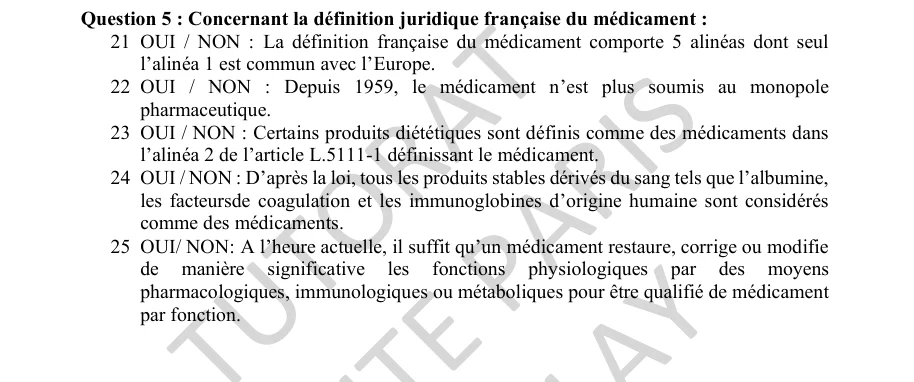 Question 5 : Concernant la définition juridique française du médicament :
21 OUI / NON : La définition française du médicament comporte 5 alinéas dont seul
l'alinéa 1 est commun avec l'Europe.
22 OUI / NON : Depuis 1959, le médicament n'est plus soumis au monopole
pharmaceutique.
23 OUI / NON : Certains produits diététiques sont définis comme des médicaments dans
l'alinéa 2 de l'article L.5111-1 définissant le médicament.
24 OUI / NON : D'après la loi, tous les produits stables dérivés du sang tels que l'albumine,
les facteursde coagulation et les immunoglobines d'origine humaine sont considérés
comme des médicaments.
25 OUI/ NON: A l'heure actuelle, il suffit qu'un médicament restaure, corrige ou modifie
de manière significative les fonctions physiologiques par des moyens
pharmacologiques, immunologiques ou métaboliques pour être qualifié de médicament
par fonction.
TUTORAT
TE PARIS
LAY